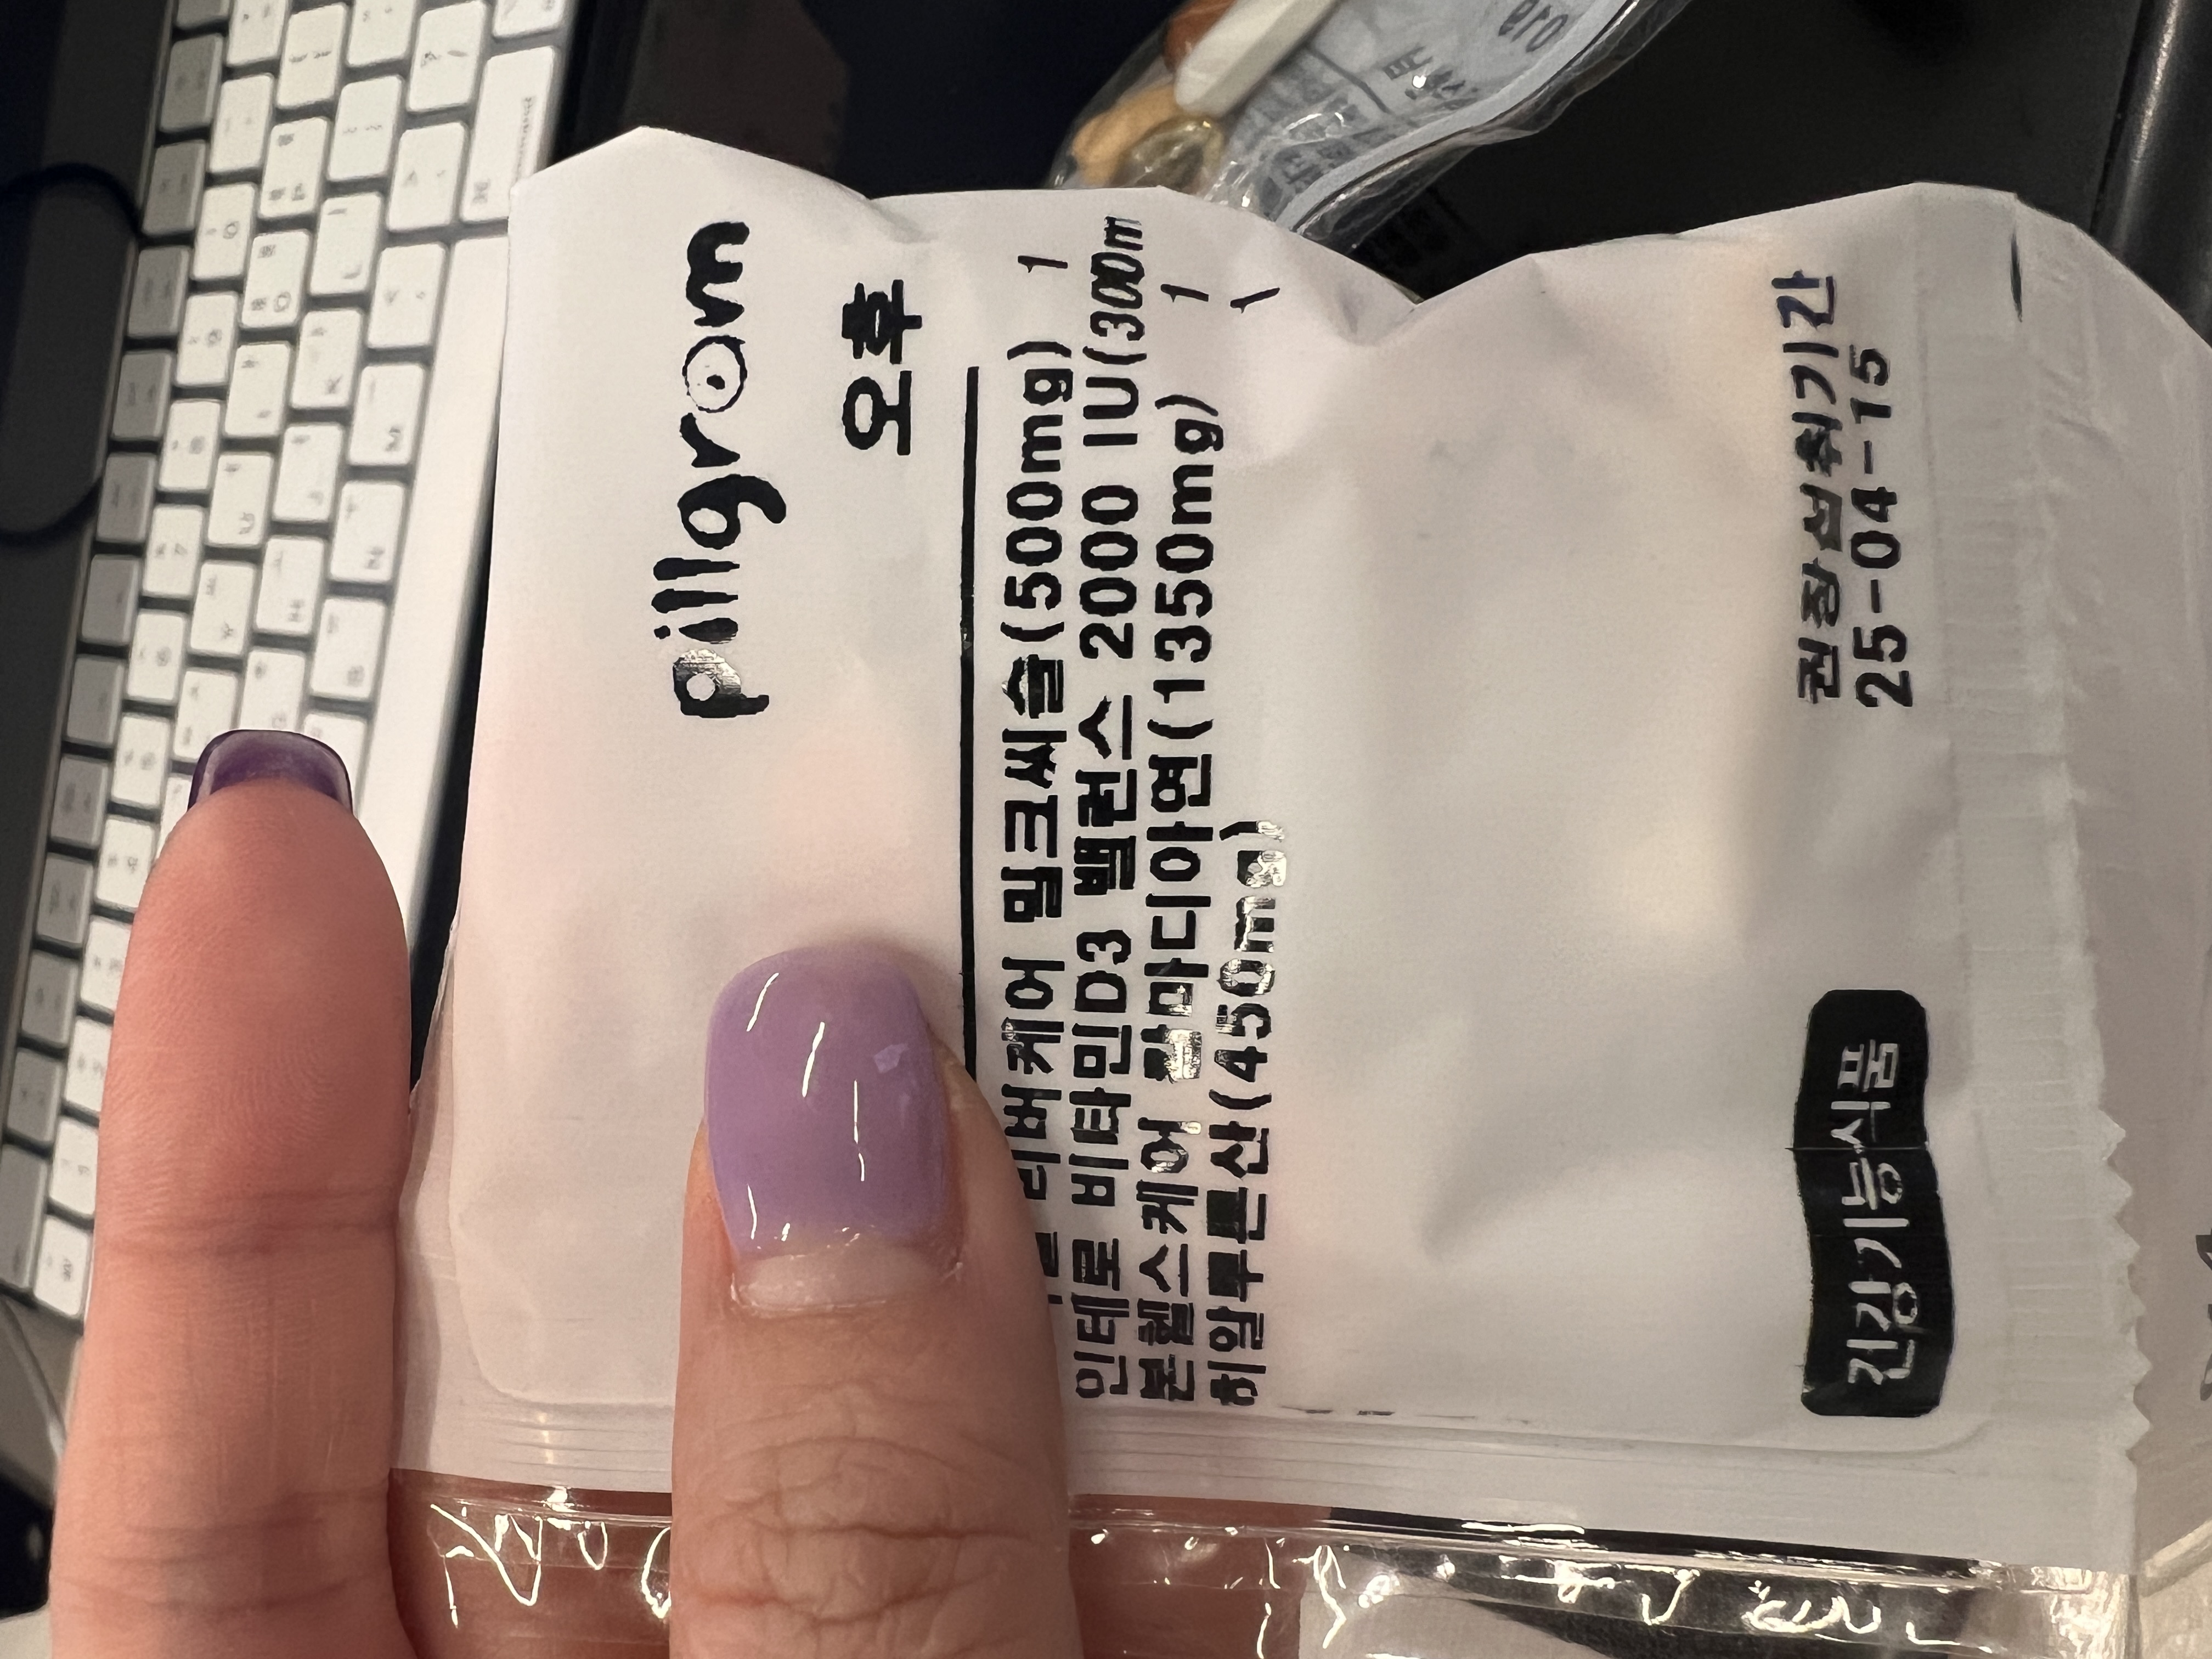 pillgram
오후
리버케어 밀크씨슬(500mg) 1
인테로 비타민D3 밸런스 2000 IU(300m
본헬스케어 칼마디아연(1350mg) 1
히알루론산(450mg) 1
권장섭취기간
25-04-15
건강기능식품